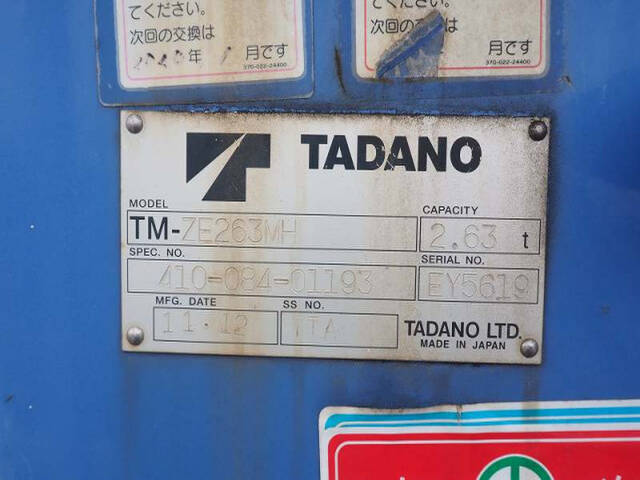 てください。
次回の交換は
年 月です
370-022-24400
てください。
次回の
月です
370-022-24400
TADANO
MODEL
TM-ZE263MH
CAPACITY
2.63 t
SPEC. NO.
410-084-01193
SERIAL NO.
EY5619
MFG. DATE
11·12
SS NO.
1TA
TADANO LTD.
MADE IN JAPAN